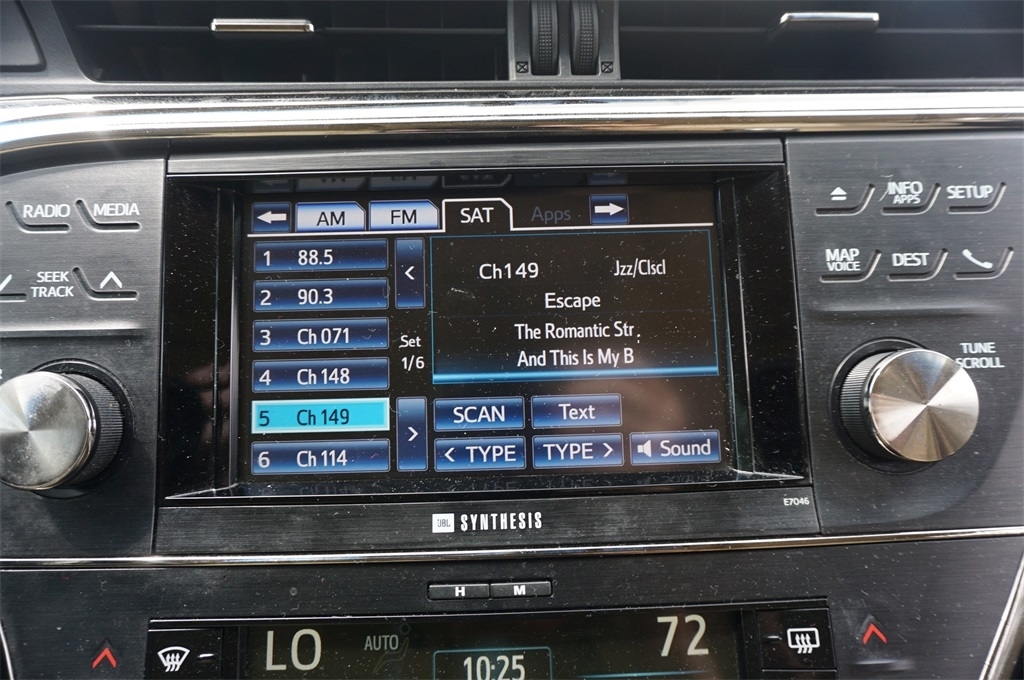 AM FM SAT Apps
RADIO MEDIA
INFO APPS SETUP
1 88.5
Ch149 Jzz/Clscl
MAP VOICE DEST
SEEK TRACK
2 90.3
Escape
3 Ch 071
The Romantic Str
Set
1/6
And This Is My B
TUNE
SCROLL
4 Ch 148
5 Ch 149
SCAN Text
6 Ch 114
< TYPE TYPE > Sound
E7046
JBL SYNTHESIS
H M
LO AUTO 72
10:25